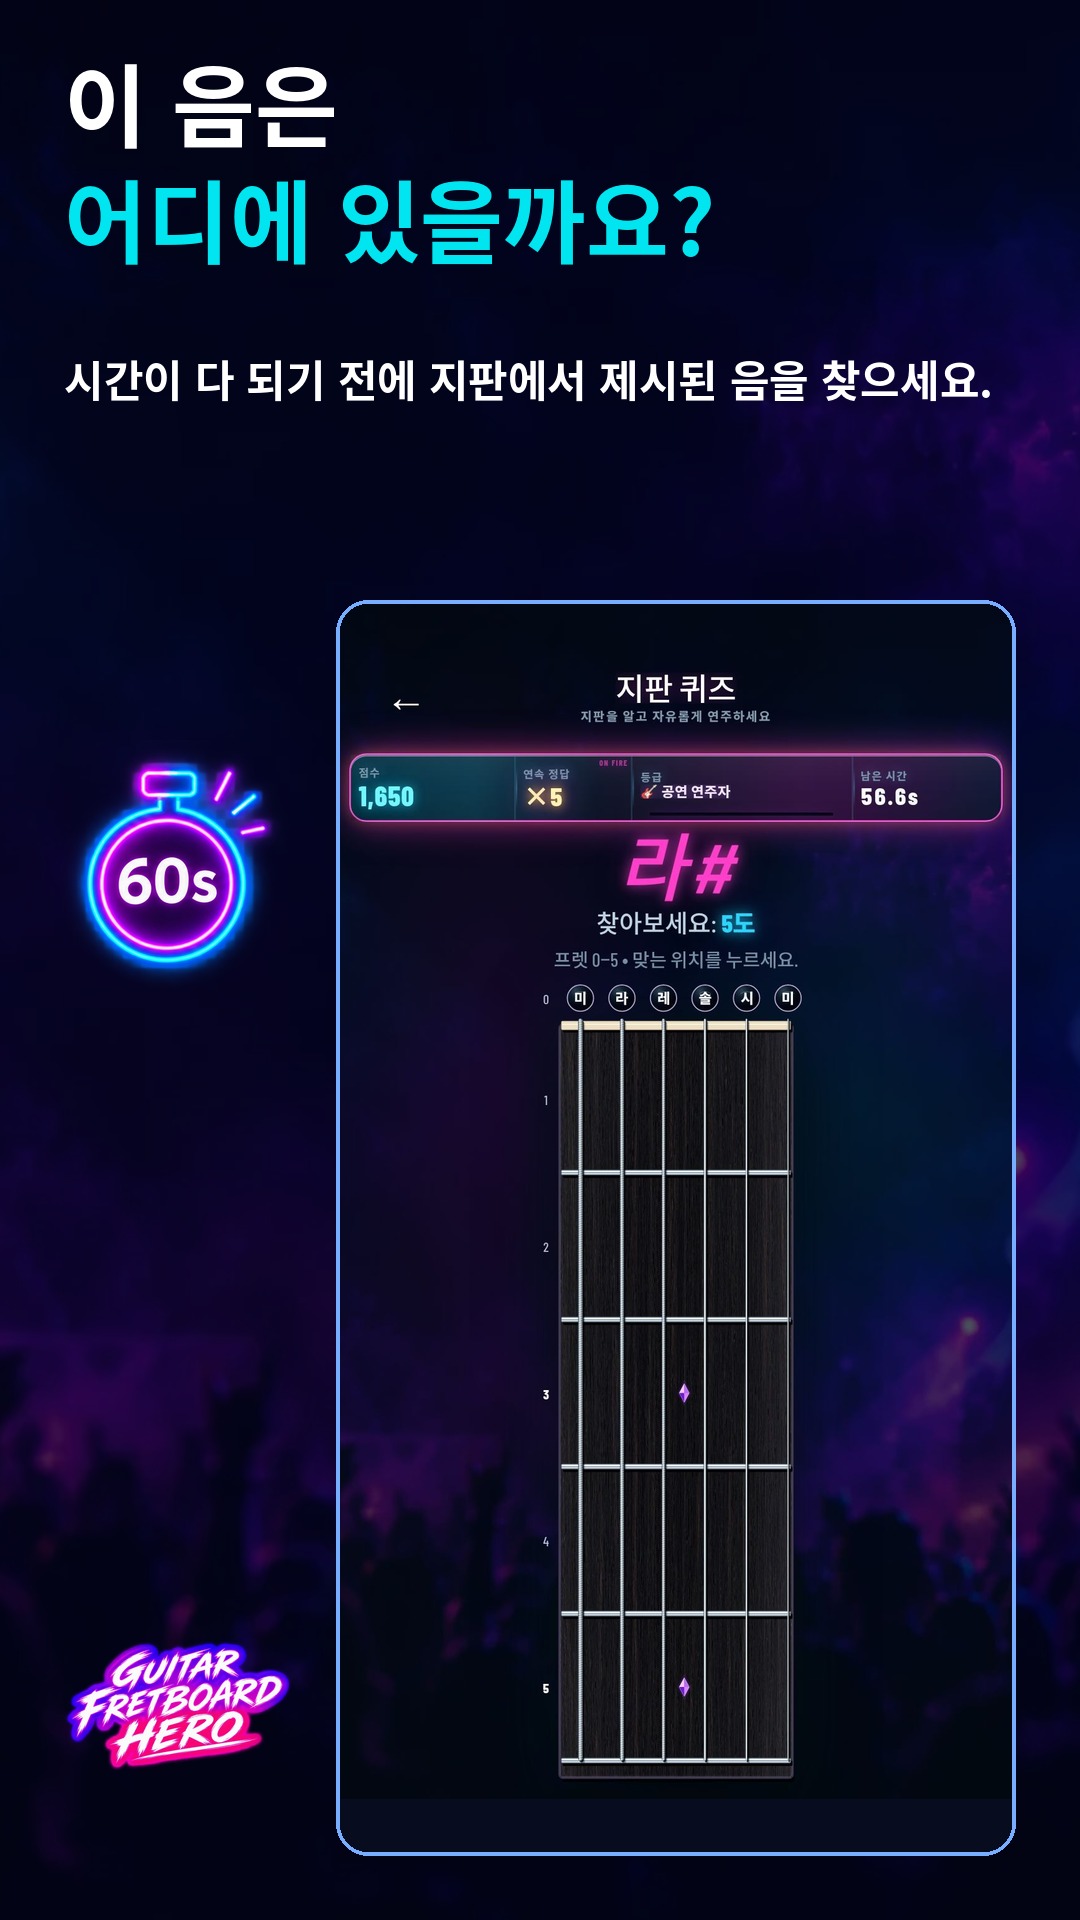 이 음은
어디에 있을까요?
시간이 다 되기 전에 지판에서 제시된 음을 찾으세요.
←
지판 퀴즈
지판을 알고 자유롭게 연주하세요
점수
1,650
연속 정답
×5
ON FIRE
등급
공연 연주자
남은 시간
56.6s
라#
찾아보세요: 5도
프렛 0–5 • 맞는 위치를 누르세요.
0 미 라 레 솔 시 미
1
2
3
4
5
60s
GUITAR
FRETBOARD
HERO